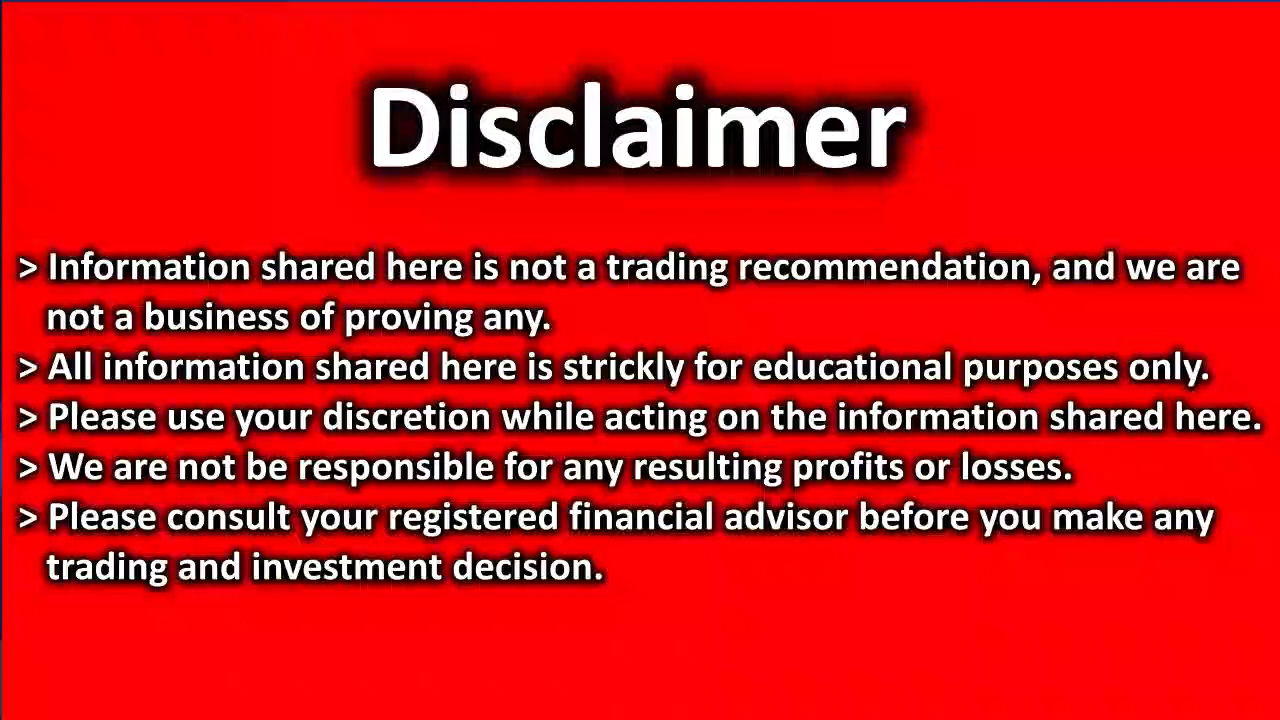 Disclaimer
> Information shared here is not a trading recommendation, and we are
not a business of proving any.
> All information shared here is strickly for educational purposes only.
> Please use your discretion while acting on the information shared here.
> We are not be responsible for any resulting profits or losses.
> Please consult your registered financial advisor before you make any
trading and investment decision.